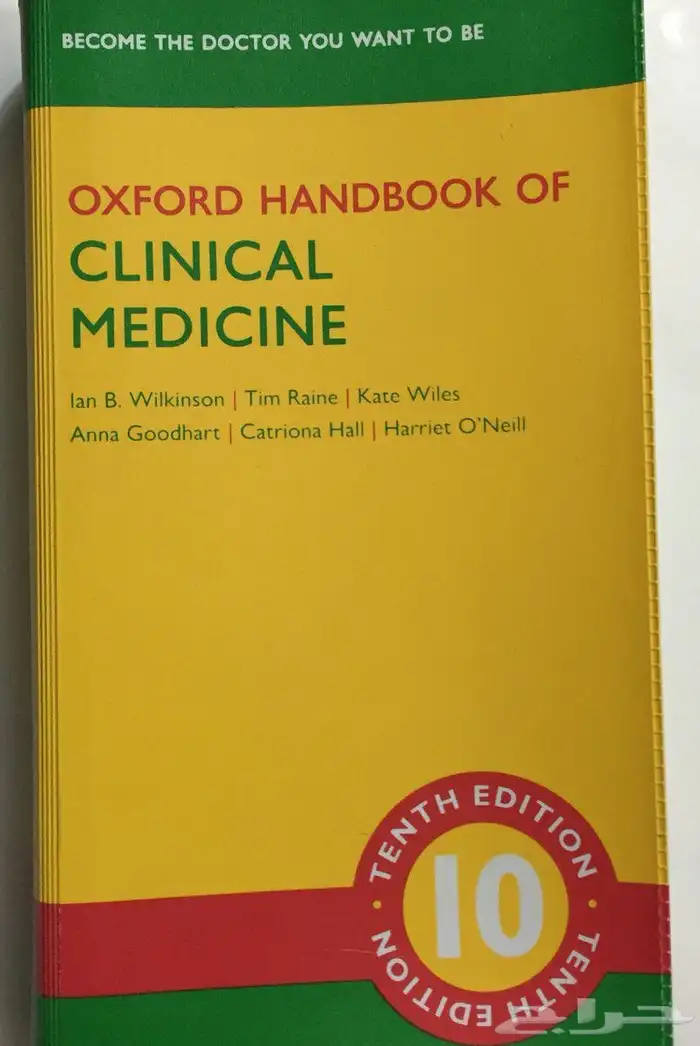 BECOME THE DOCTOR YOU WANT TO BE
OXFORD HANDBOOK OF
CLINICAL
MEDICINE
Ian B. Wilkinson | Tim Raine | Kate Wiles
Anna Goodhart | Catriona Hall | Harriet O'Neill
TENTH EDITION
10
TENTH EDITION
حراج